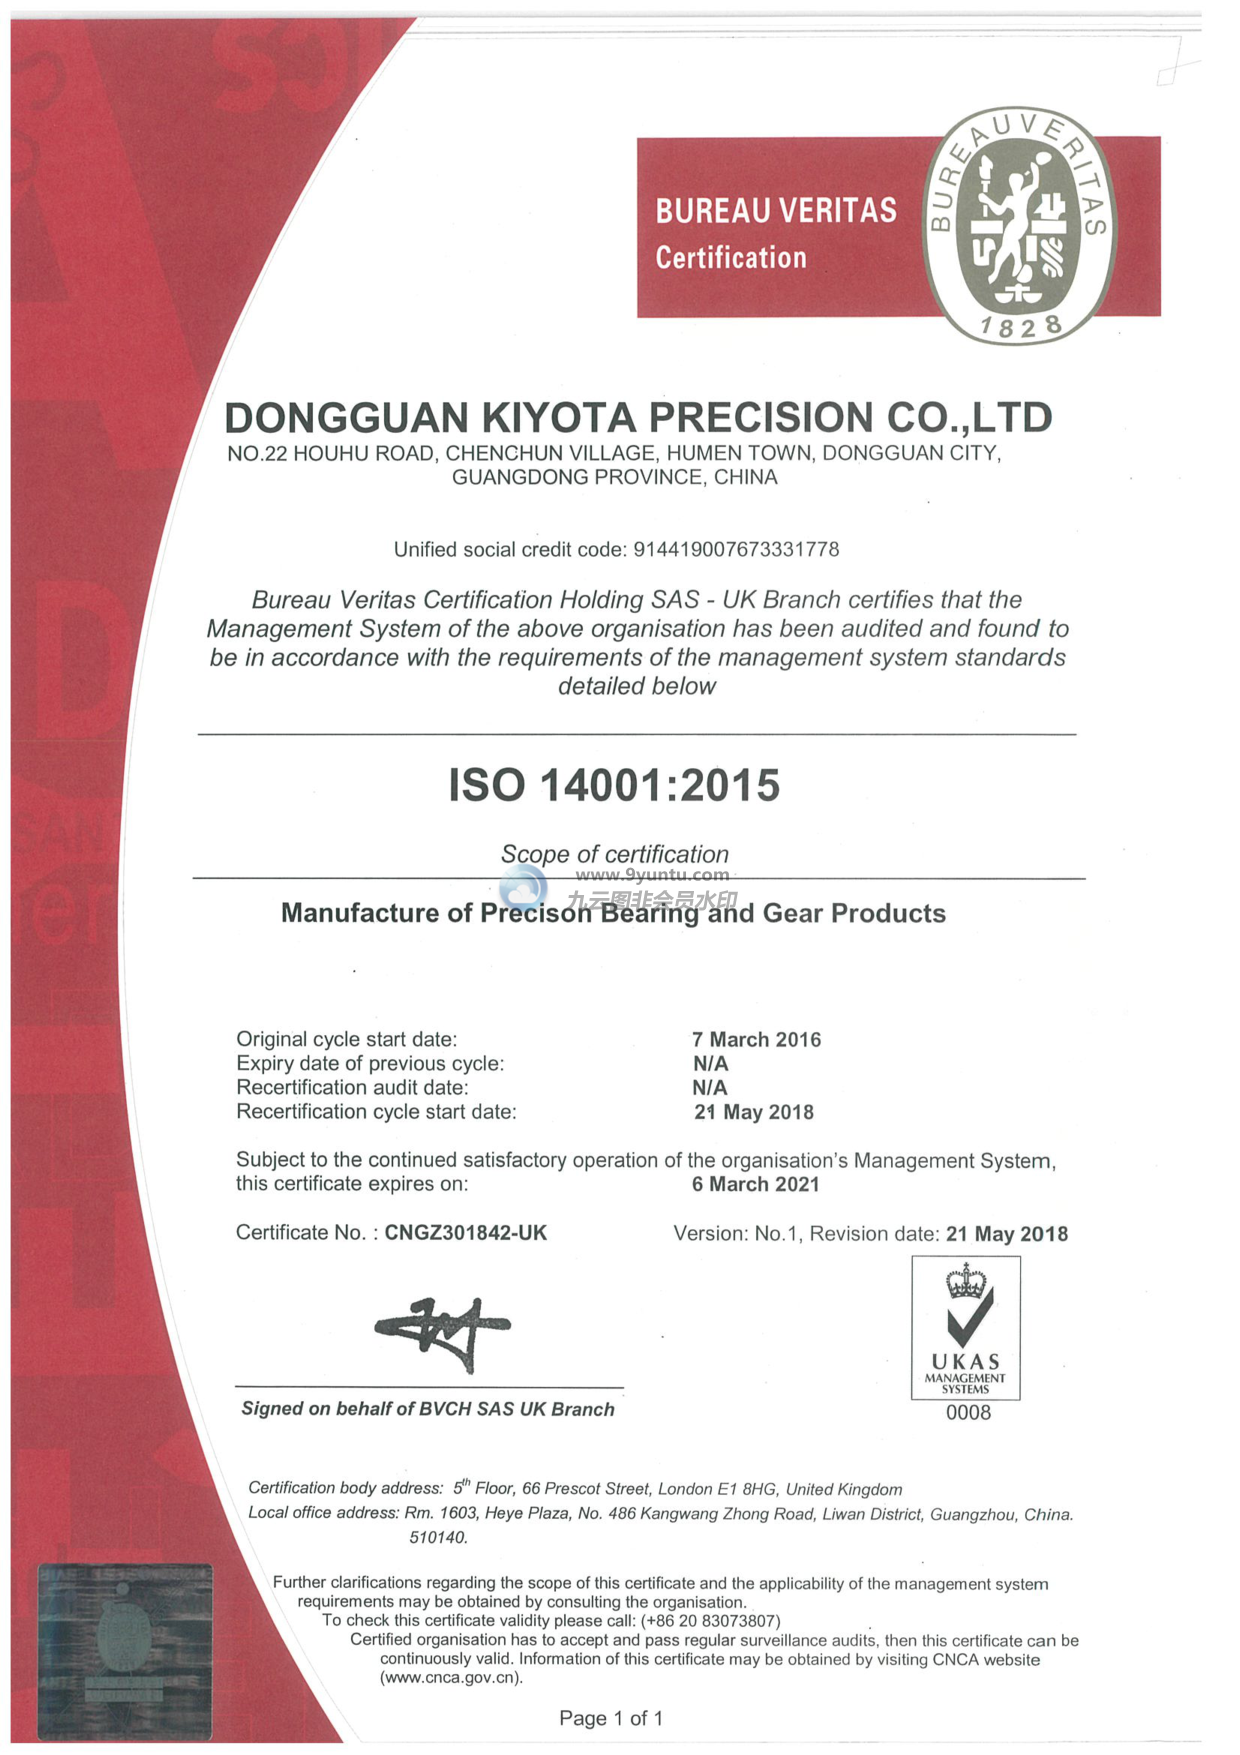 BUREAU VERITAS
Certification
BUREAU VERITAS
1828
DONGGUAN KIYOTA PRECISION CO.,LTD
NO.22 HOUHU ROAD, CHENCHUN VILLAGE, HUMEN TOWN, DONGGUAN CITY,
GUANGDONG PROVINCE, CHINA
Unified social credit code: 914419007673331778
Bureau Veritas Certification Holding SAS - UK Branch certifies that the
Management System of the above organisation has been audited and found to
be in accordance with the requirements of the management system standards
detailed below
ISO 14001:2015
Scope of certification
www.9yuntu.com
九云图非会员水印
Manufacture of Precison Bearing and Gear Products
Original cycle start date: 7 March 2016
Expiry date of previous cycle: N/A
Recertification audit date: N/A
Recertification cycle start date: 21 May 2018
Subject to the continued satisfactory operation of the organisation's Management System,
this certificate expires on: 6 March 2021
Certificate No. : CNGZ301842-UK Version: No.1, Revision date: 21 May 2018
UKAS
MANAGEMENT
SYSTEMS
0008
Signed on behalf of BVCH SAS UK Branch
Certification body address: 5th Floor, 66 Prescot Street, London E1 8HG, United Kingdom
Local office address: Rm. 1603, Heye Plaza, No. 486 Kangwang Zhong Road, Liwan District, Guangzhou, China.
510140.
Further clarifications regarding the scope of this certificate and the applicability of the management system
requirements may be obtained by consulting the organisation.
To check this certificate validity please call: (+86 20 83073807)
Certified organisation has to accept and pass regular surveillance audits, then this certificate can be
continuously valid. Information of this certificate may be obtained by visiting CNCA website
(www.cnca.gov.cn).
Page 1 of 1